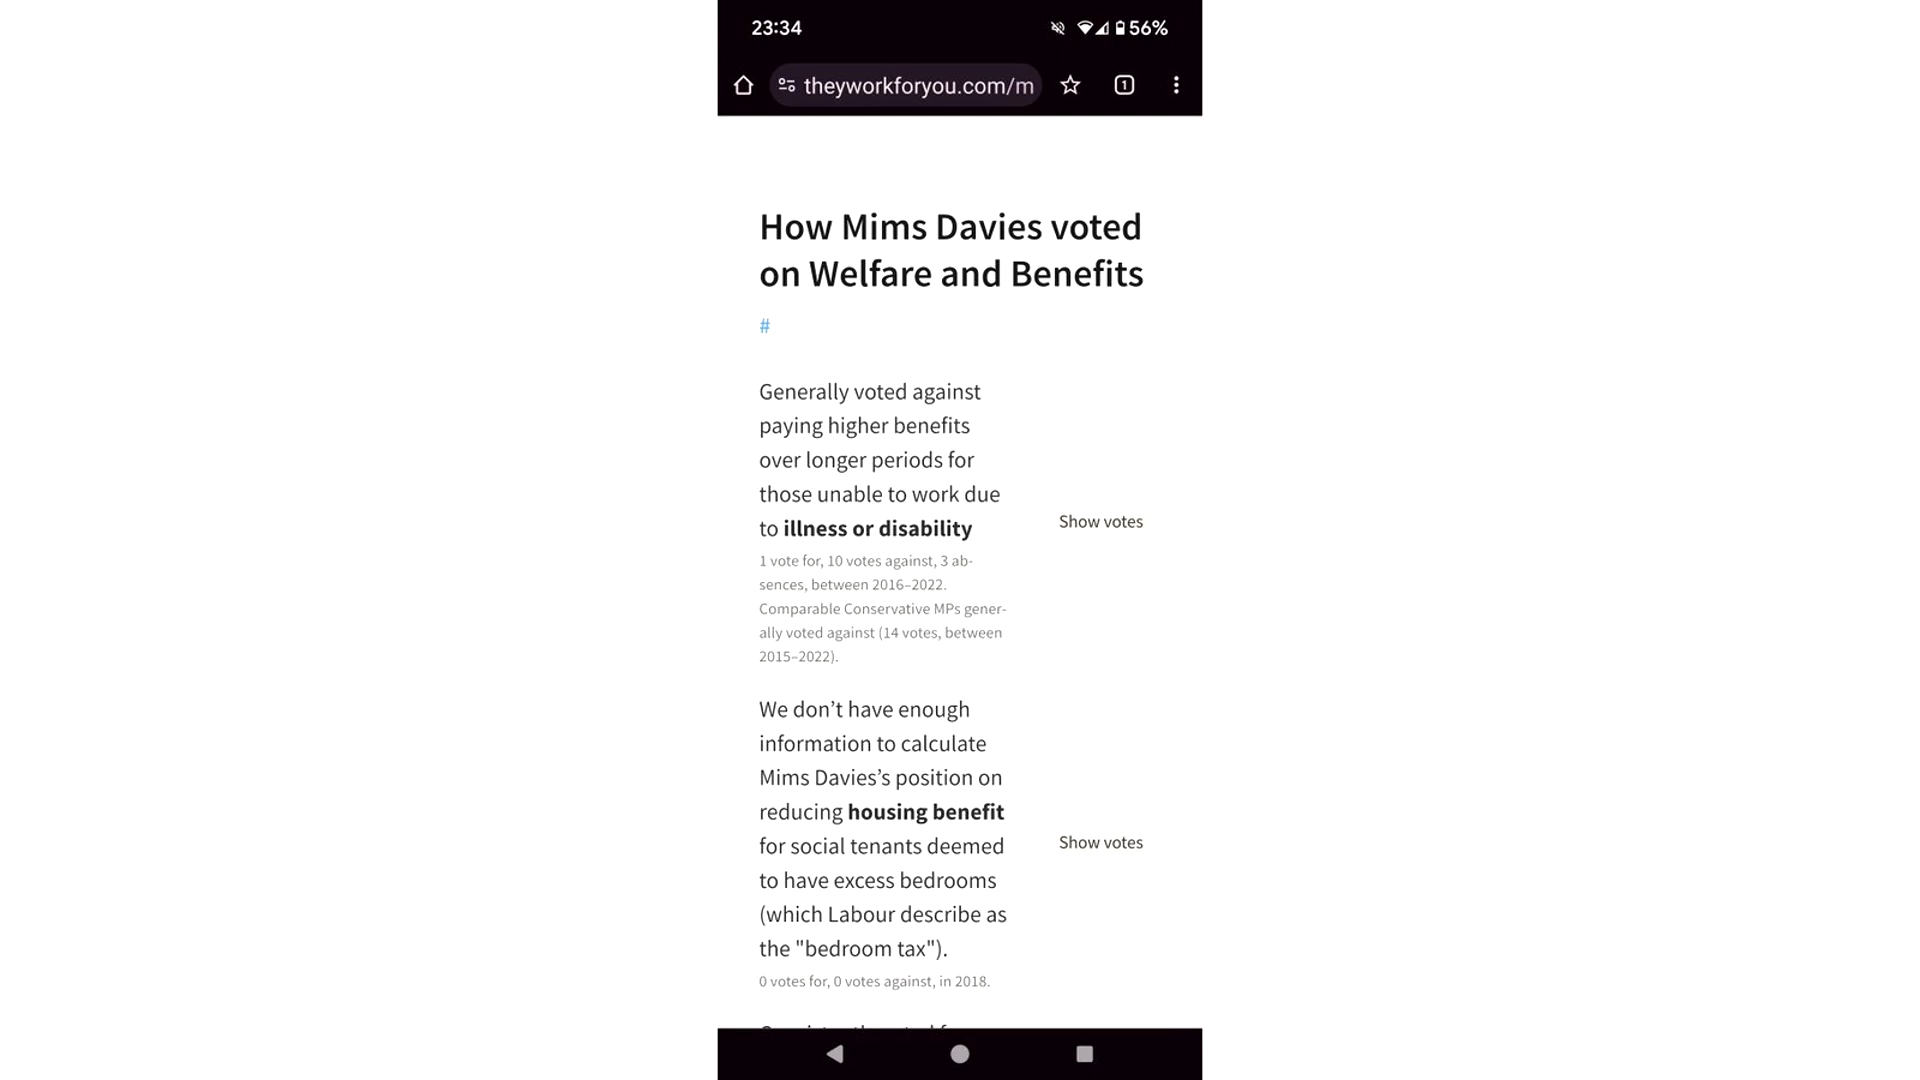 23:34
56%
theyworkforyou.com/m
1
How Mims Davies voted
on Welfare and Benefits
#
Generally voted against
paying higher benefits
over longer periods for
those unable to work due
to illness or disability
Show votes
1 vote for, 10 votes against, 3 ab-
sences, between 2016–2022.
Comparable Conservative MPs gener-
ally voted against (14 votes, between
2015–2022).
We don’t have enough
information to calculate
Mims Davies’s position on
reducing housing benefit
for social tenants deemed
Show votes
to have excess bedrooms
(which Labour describe as
the "bedroom tax").
0 votes for, 0 votes against, in 2018.